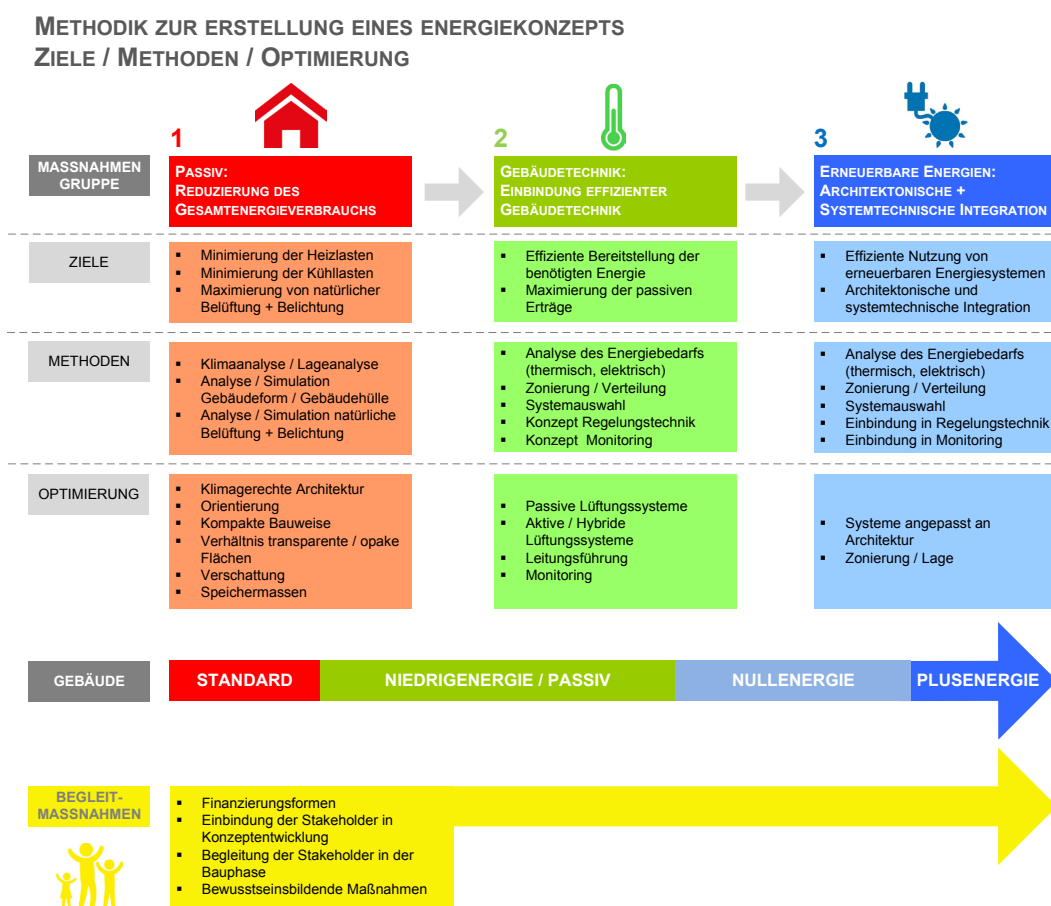 METHODIK ZUR ERSTELLUNG EINES ENERGIEKONZEPTS
ZIELE / METHODEN / OPTIMIERUNG
MASSNAHMEN
GRUPPE
1
PASSIV:
REDUZIERUNG DES
GESAMTENERGIEVERBRAUCHS
2
GEBÄUDETECHNIK:
EINBINDUNG EFFIZIENTER
GEBÄUDETECHNIK
3
ERNEUERBARE ENERGIEN:
ARCHITEKTONISCHE +
SYSTEMTECHNISCHE INTEGRATION
ZIELE
▪ Minimierung der Heizlasten
▪ Minimierung der Kühllasten
▪ Maximierung von natürlicher
Belüftung + Belichtung
▪ Effiziente Bereitstellung der
benötigten Energie
▪ Maximierung der passiven
Erträge
▪ Effiziente Nutzung von
erneuerbaren Energiesystemen
▪ Architektonische und
systemtechnische Integration
METHODEN
▪ Klimaanalyse / Lageanalyse
▪ Analyse / Simulation
Gebäudeform / Gebäudehülle
▪ Analyse / Simulation natürliche
Belüftung + Belichtung
▪ Analyse des Energiebedarfs
(thermisch, elektrisch)
▪ Zonierung / Verteilung
▪ Systemauswahl
▪ Konzept Regelungstechnik
▪ Konzept Monitoring
▪ Analyse des Energiebedarfs
(thermisch, elektrisch)
▪ Zonierung / Verteilung
▪ Systemauswahl
▪ Einbindung in Regelungstechnik
▪ Einbindung in Monitoring
OPTIMIERUNG
▪ Klimagerechte Architektur
▪ Orientierung
▪ Kompakte Bauweise
▪ Verhältnis transparente / opake
Flächen
▪ Verschattung
▪ Speichermassen
▪ Passive Lüftungssysteme
▪ Aktive / Hybride
Lüftungssysteme
▪ Leitungsführung
▪ Monitoring
▪ Systeme angepasst an
Architektur
▪ Zonierung / Lage
GEBÄUDE
STANDARD
NIEDRIGENERGIE / PASSIV
NULLENERGIE
PLUSENERGIE
BEGLEIT-
MASSNAHMEN
▪ Finanzierungsformen
▪ Einbindung der Stakeholder in
Konzeptentwicklung
▪ Begleitung der Stakeholder in der
Bauphase
▪ Bewusstseinsbildende Maßnahmen